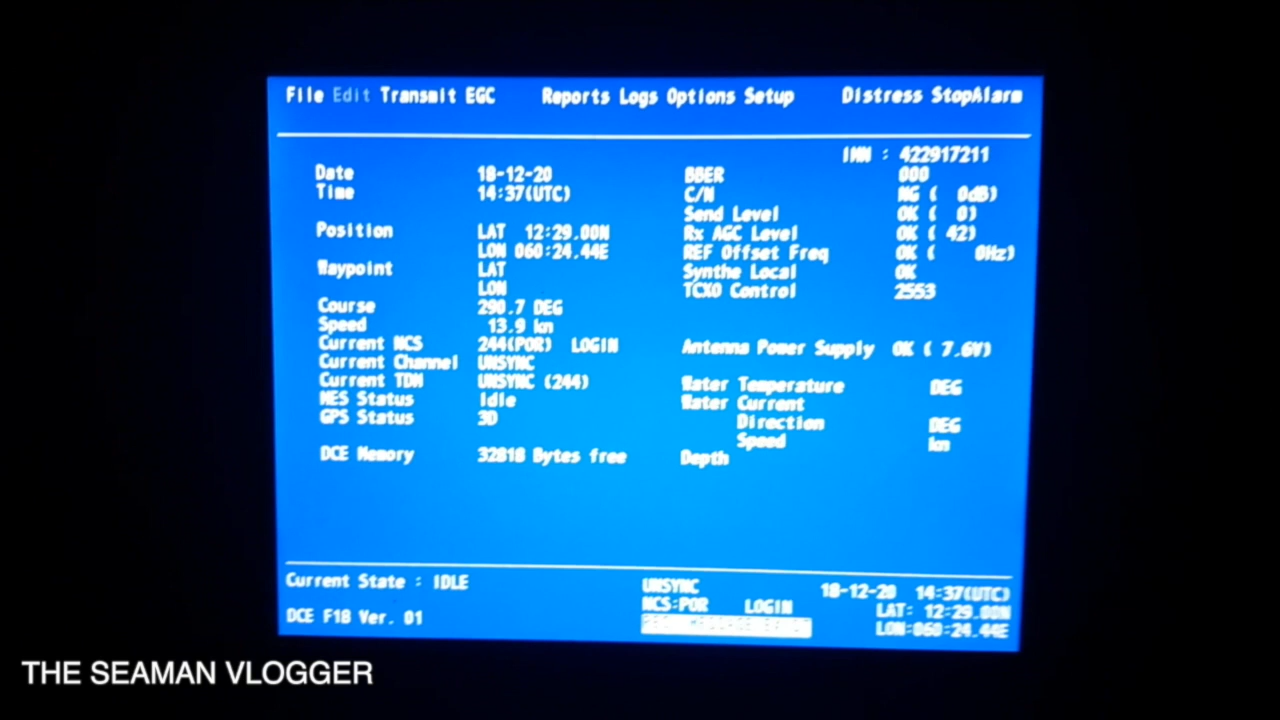 File Edit Transmit EGC Reports Logs Options Setup Distress StopAlarm
IMN : 422917211
Date 18-12-20 BBER 000
Time 14:37(UTC) C/N NG ( 0dB)
Send Level OK ( 0)
Position LAT 12:29.00N Rx AGC Level OK ( 42)
LON 060:24.44E REF Offset Freq OK ( 0Hz)
Waypoint LAT Synthe Local OK
LON TCXO Control 2553
Course 290.7 DEG
Speed 13.9 kn
Current NCS 244(POR) LOGIN Antenna Power Supply OK ( 7.6V)
Current Channel UNSYNC
Current TDM UNSYNC (244) Water Temperature DEG
MES Status Idle Water Current
GPS Status 3D Direction DEG
Speed kn
DCE Memory 32818 Bytes free Depth
Current State : IDLE UNSYNC 18-12-20 14:37(UTC)
NCS:POR LOGIN LAT: 12:29.00N
DCE F18 Ver. 01 LON:060:24.44E
THE SEAMAN VLOGGER